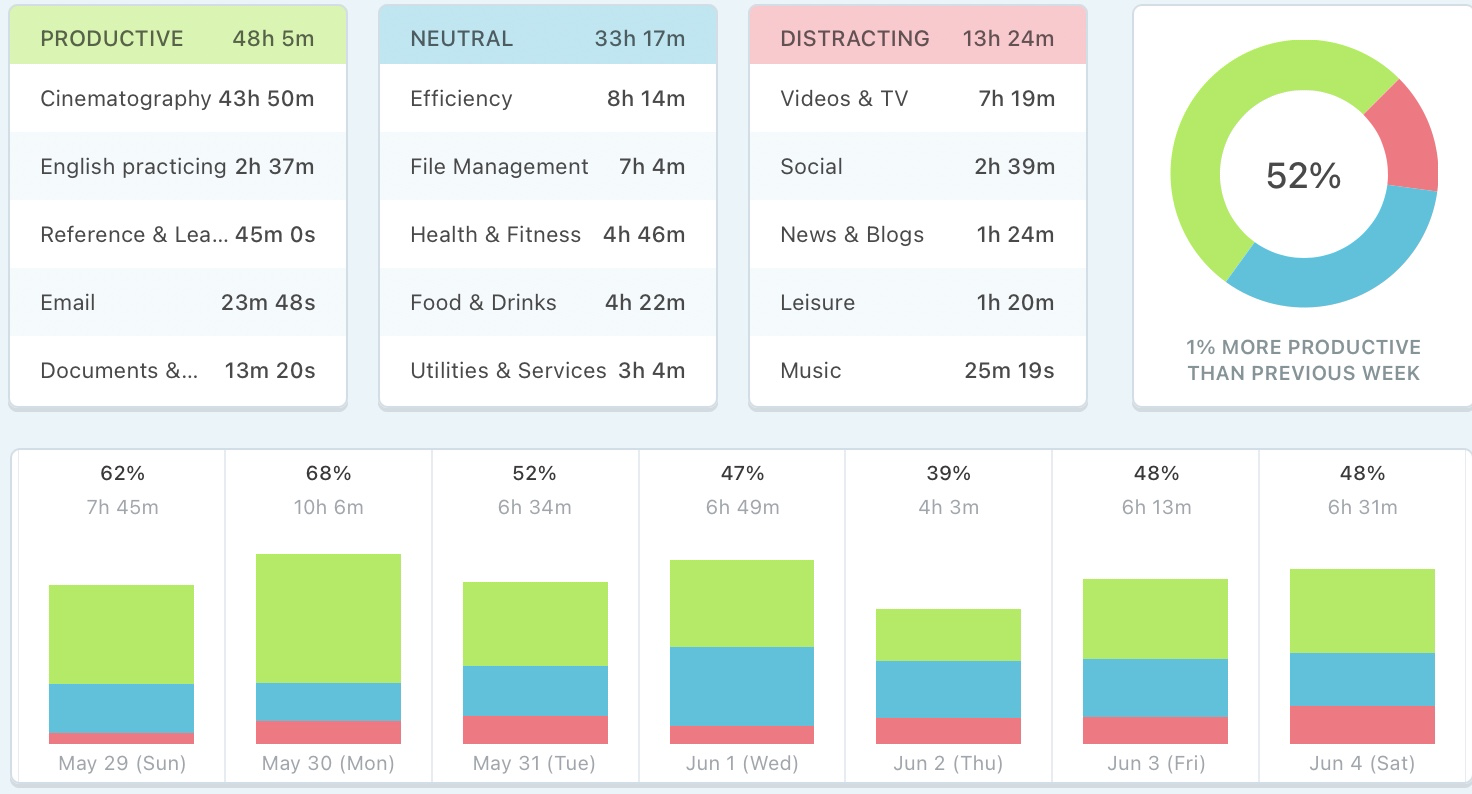 PRODUCTIVE 48h 5m
Cinematography 43h 50m
English practicing 2h 37m
Reference & Lea... 45m 0s
Email 23m 48s
Documents &... 13m 20s
NEUTRAL 33h 17m
Efficiency 8h 14m
File Management 7h 4m
Health & Fitness 4h 46m
Food & Drinks 4h 22m
Utilities & Services 3h 4m
DISTRACTING 13h 24m
Videos & TV 7h 19m
Social 2h 39m
News & Blogs 1h 24m
Leisure 1h 20m
Music 25m 19s
52%
1% MORE PRODUCTIVE
THAN PREVIOUS WEEK
62% 68% 52% 47% 39% 48% 48%
7h 45m 10h 6m 6h 34m 6h 49m 4h 3m 6h 13m 6h 31m
May 29 (Sun) May 30 (Mon) May 31 (Tue) Jun 1 (Wed) Jun 2 (Thu) Jun 3 (Fri) Jun 4 (Sat)